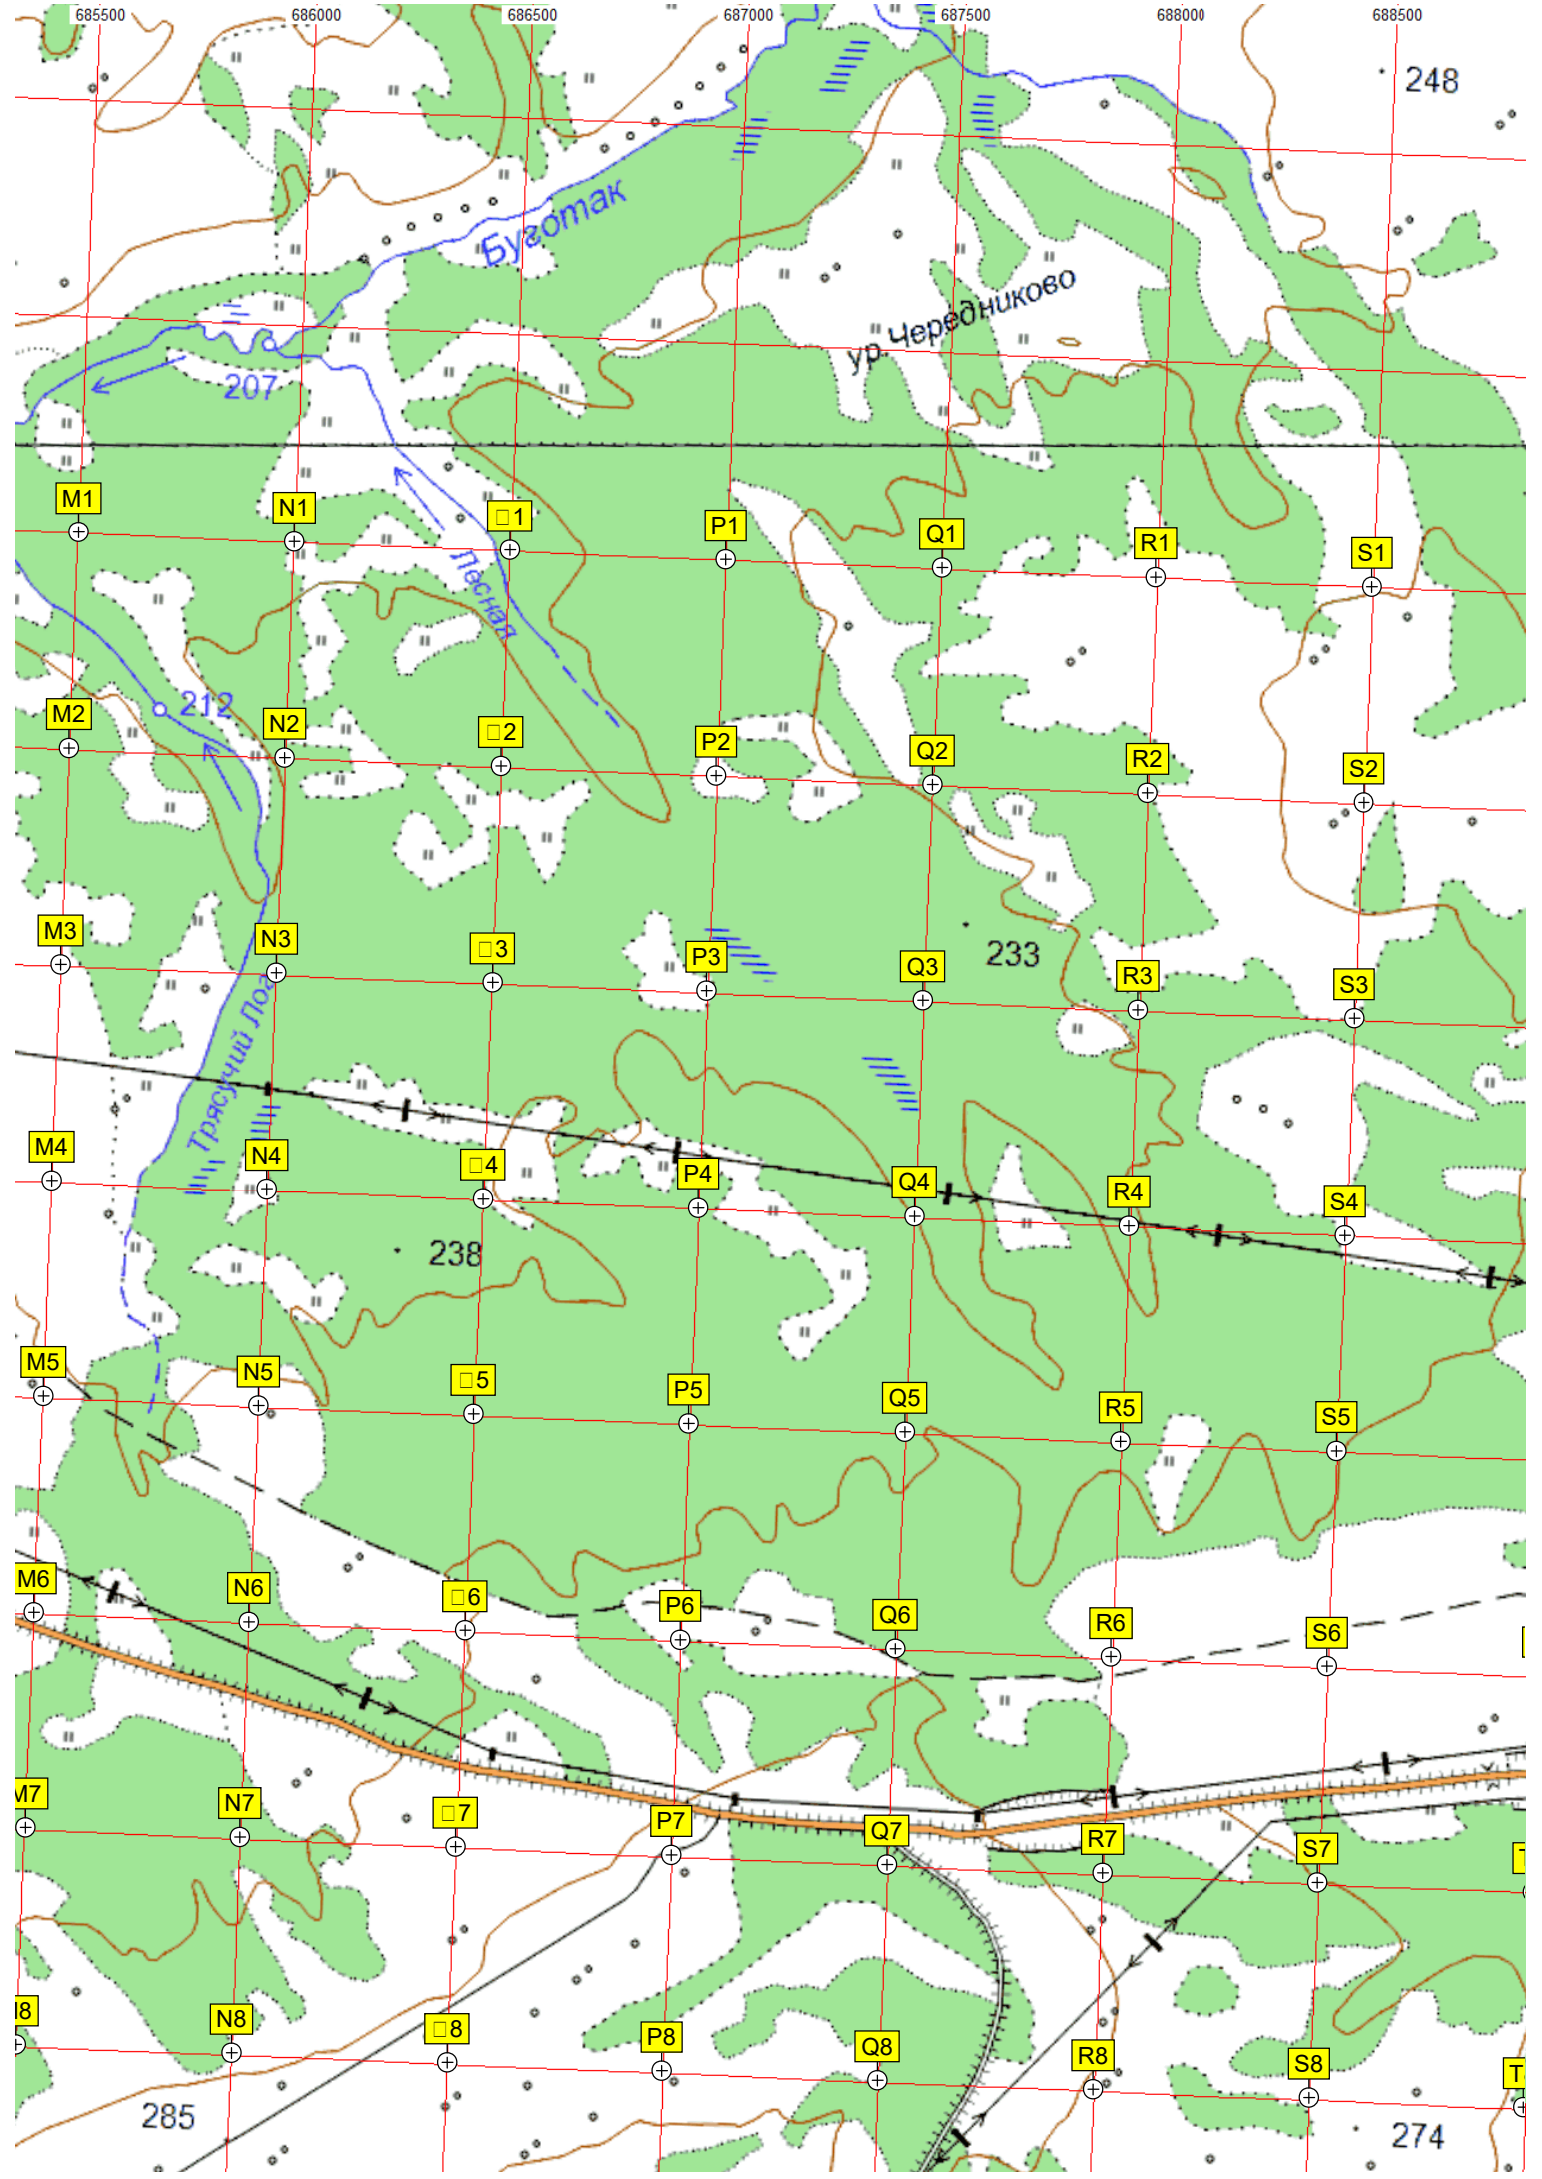 685500 686000 686500 687000 687500 688000 688500
248
Буготак
ур.Чередниково
207
M1 N1 □1 P1 Q1 R1 S1
Лесная
212
M2 N2 □2 P2 Q2 R2 S2
M3 N3 □3 P3 Q3 R3 S3
233
Трясучий Лог
M4 N4 □4 P4 Q4 R4 S4
238
M5 N5 □5 P5 Q5 R5 S5
M6 N6 □6 P6 Q6 R6 S6
M7 N7 □7 P7 Q7 R7 S7
8 N8 □8 P8 Q8 R8 S8 T
285
274